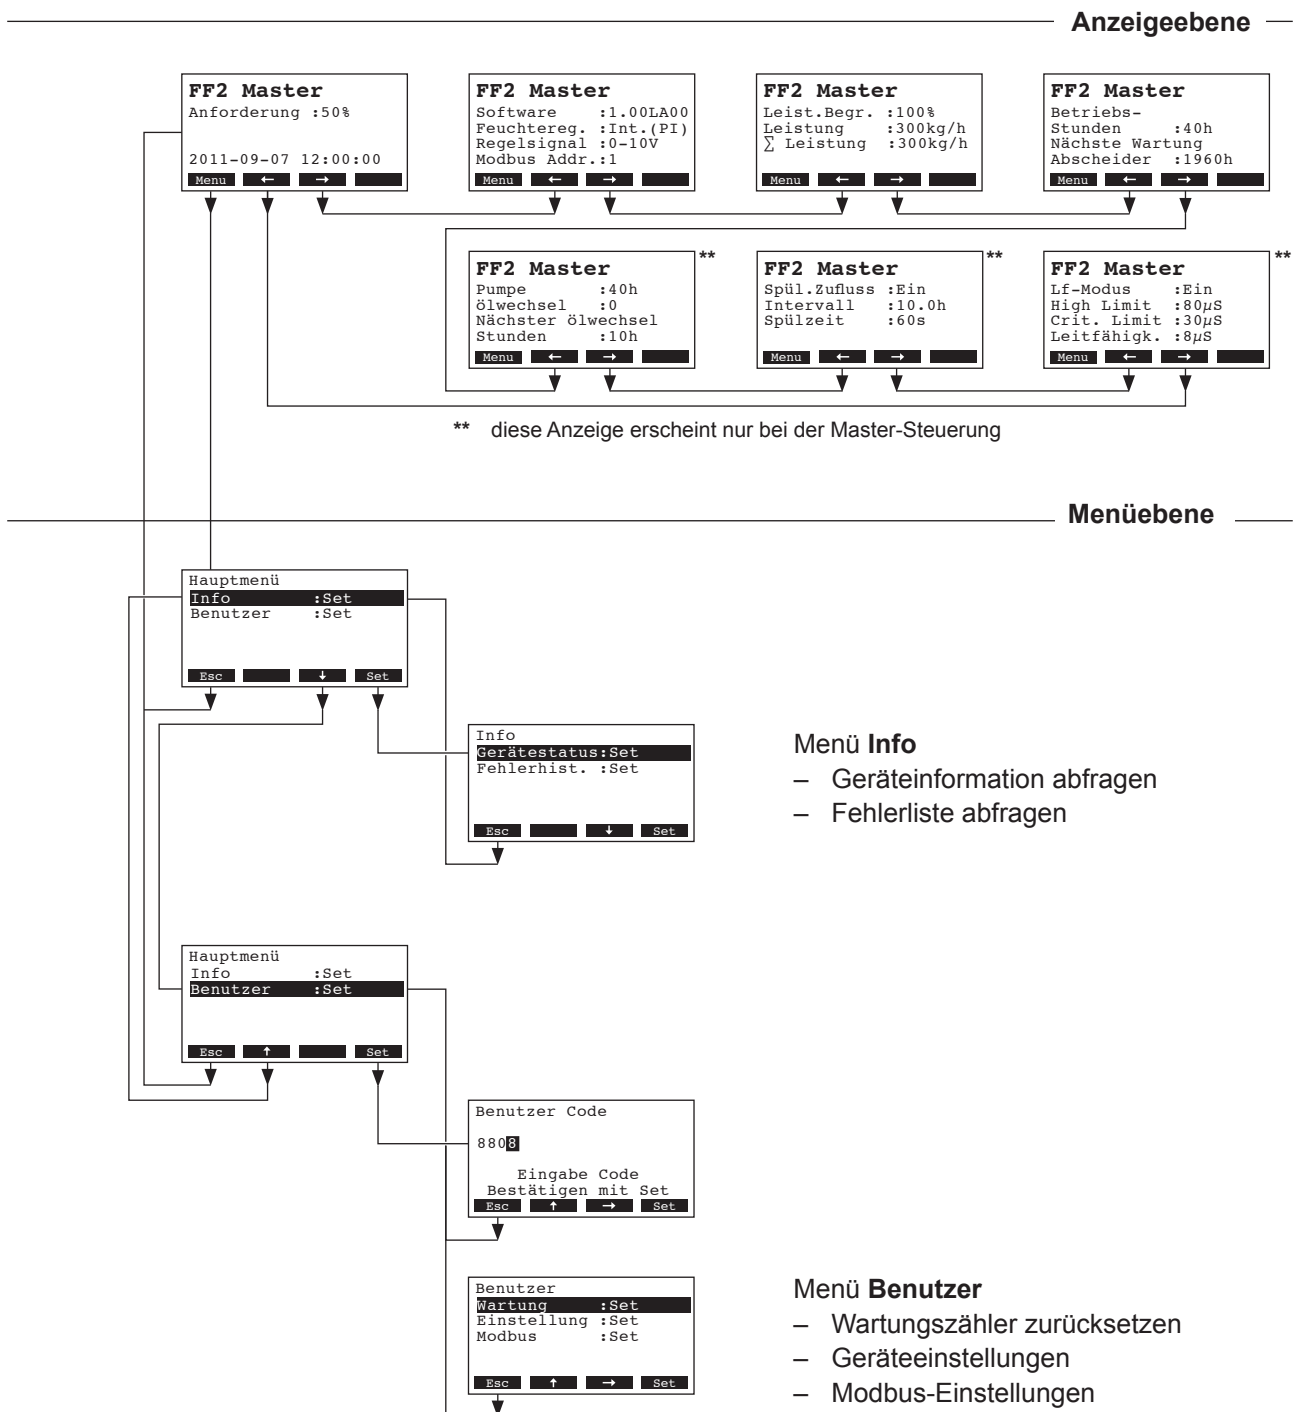 Anzeigeebene
FF2 Master
Anforderung :50%
2011-09-07 12:00:00
Menu ← →
FF2 Master
Software :1.00LA00
Feuchtereg. :Int.(PI)
Regelsignal :0-10V
Modbus Addr.:1
Menu ← →
FF2 Master
Leist.Begr. :100%
Leistung :300kg/h
∑ Leistung :300kg/h
Menu ← →
FF2 Master
Betriebs-
Stunden :40h
Nächste Wartung
Abscheider :1960h
Menu ← →
FF2 Master
Pumpe :40h
ölwechsel :0
Nächster ölwechsel
Stunden :10h
Menu ← →
**
FF2 Master
Spül.Zufluss :Ein
Intervall :10.0h
Spülzeit :60s
Menu ← →
**
FF2 Master
Lf-Modus :Ein
High Limit :80µS
Crit. Limit :30µS
Leitfähigk. :8µS
Menu ← →
**
** diese Anzeige erscheint nur bei der Master-Steuerung
Menüebene
Hauptmenü
Info :Set
Benutzer :Set
Esc ↓ Set
Info
Gerätestatus:Set
Fehlerhist. :Set
Esc ↓ Set
Menü Info
– Geräteinformation abfragen
– Fehlerliste abfragen
Hauptmenü
Info :Set
Benutzer :Set
Esc ↑ Set
Benutzer Code
8808
Eingabe Code
Bestätigen mit Set
Esc ↑ → Set
Benutzer
Wartung :Set
Einstellung :Set
Modbus :Set
Esc ↑ → Set
Menü Benutzer
– Wartungszähler zurücksetzen
– Geräteeinstellungen
– Modbus-Einstellungen